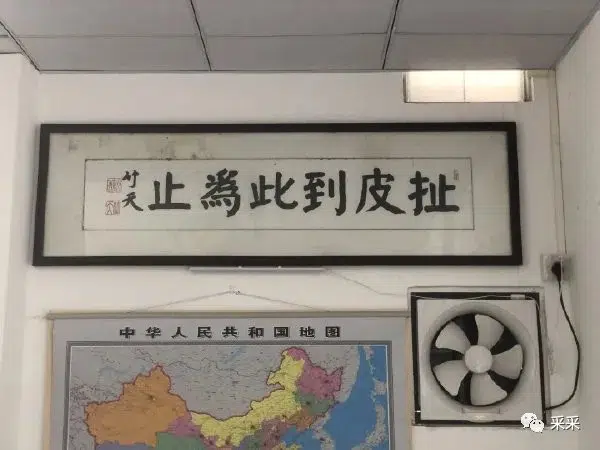 扯皮到此為止
竹天
中华人民共和国地图
采采